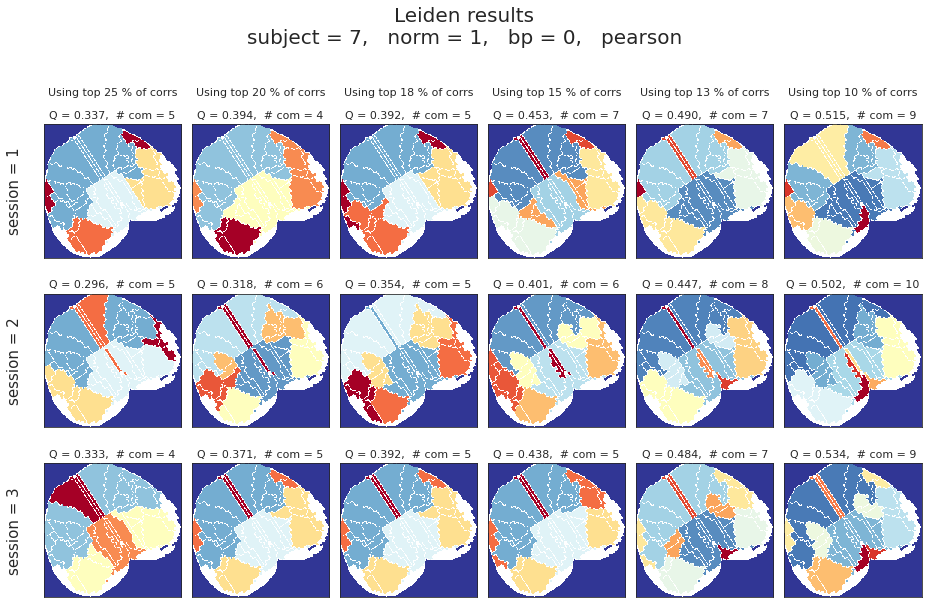 Leiden results
subject = 7,   norm = 1,   bp = 0,   pearson
Using top 25 % of corrs
Using top 20 % of corrs
Using top 18 % of corrs
Using top 15 % of corrs
Using top 13 % of corrs
Using top 10 % of corrs
session = 1
Q = 0.337,  # com = 5
Q = 0.394,  # com = 4
Q = 0.392,  # com = 5
Q = 0.453,  # com = 7
Q = 0.490,  # com = 7
Q = 0.515,  # com = 9
session = 2
Q = 0.296,  # com = 5
Q = 0.318,  # com = 6
Q = 0.354,  # com = 5
Q = 0.401,  # com = 6
Q = 0.447,  # com = 8
Q = 0.502,  # com = 10
session = 3
Q = 0.333,  # com = 4
Q = 0.371,  # com = 5
Q = 0.392,  # com = 5
Q = 0.438,  # com = 5
Q = 0.484,  # com = 7
Q = 0.534,  # com = 9